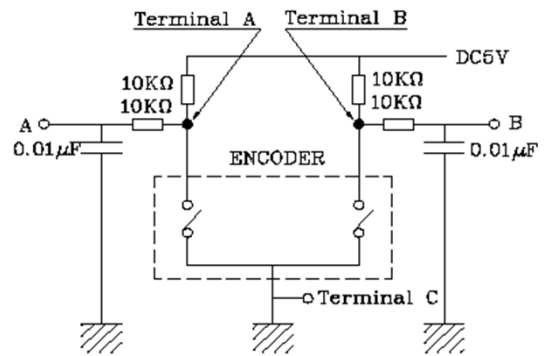 Terminal A
Terminal B
DC5V
10KΩ
10KΩ
10KΩ
10KΩ
A
B
0.01μF
0.01μF
ENCODER
Terminal C